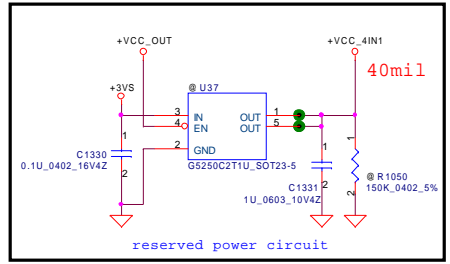 +VCC_OUT
+VCC_4IN1
40mil
+3VS
@ U37
3 IN OUT 1
4 EN OUT 5
2 GND
G5250C2T1U_SOT23-5
1
C1330
0.1U_0402_16V4Z
2
1
C1331
1U_0603_10V4Z
2
1
@ R1050
150K_0402_5%
2
reserved power circuit